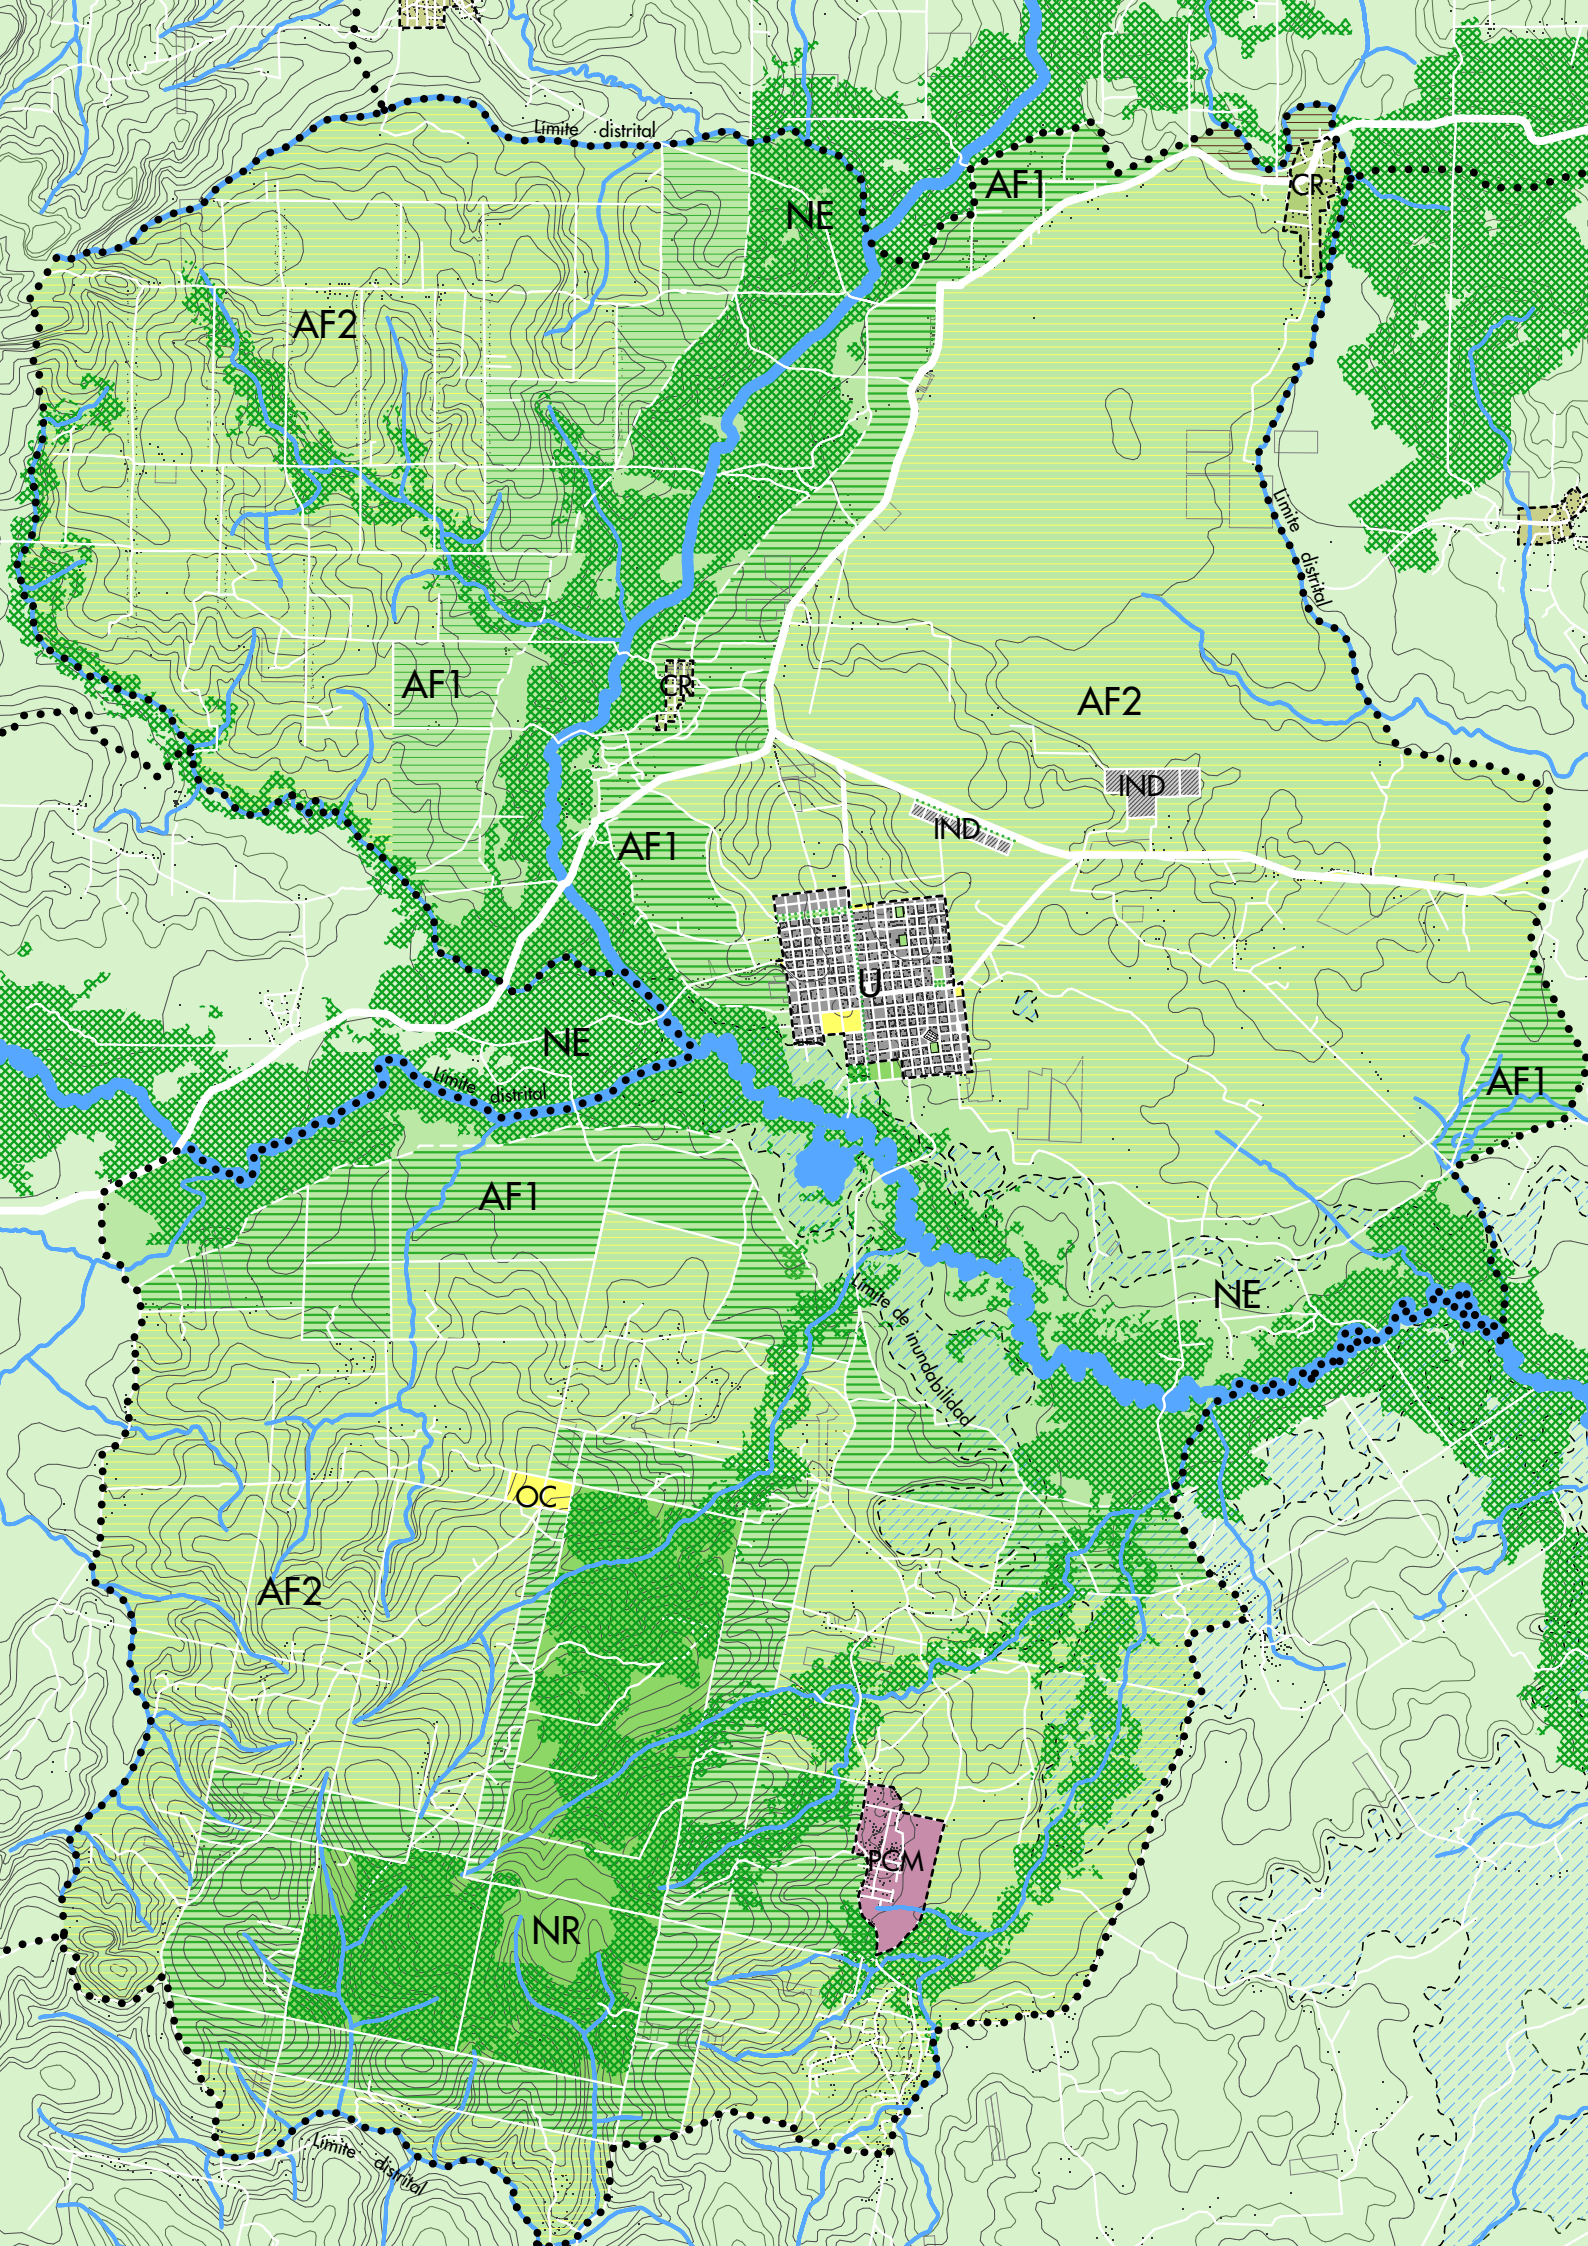 Límite distrital
AF1
CR
NE
AF2
Límite distrital
AF1
CR
AF2
IND
IND
AF1
U
NE
Límite distrital
AF1
AF1
NE
Límite de inundabilidad
OC
AF2
PCM
NR
Límite distrital